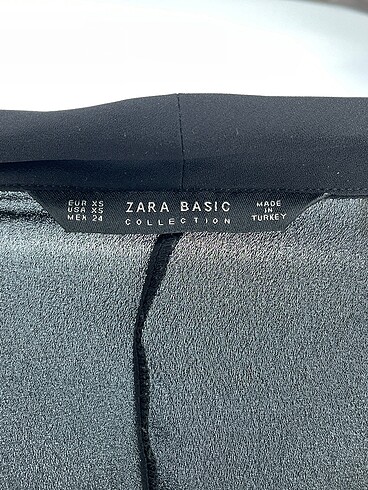 EUR XS
USA XS
MEX 24
ZARA BASIC
COLLECTION
MADE
IN
TURKEY